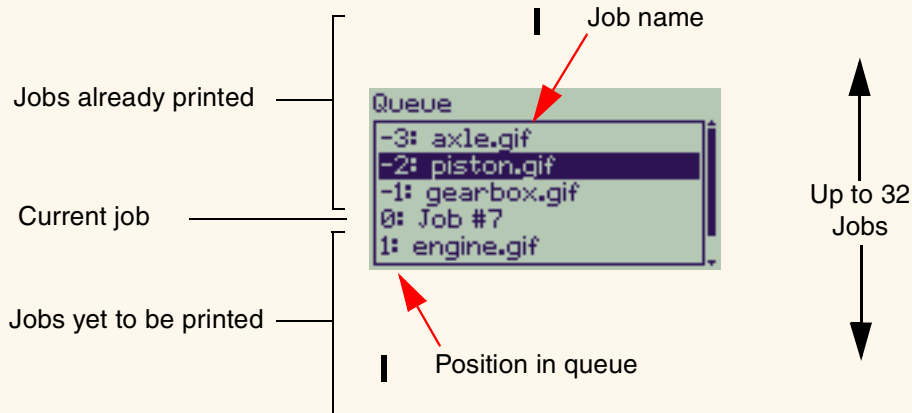 Job name
Jobs already printed
Queue
-3: axle.gif
-2: piston.gif
-1: gearbox.gif
0: Job #7
1: engine.gif
Current job
Up to 32
Jobs
Jobs yet to be printed
Position in queue